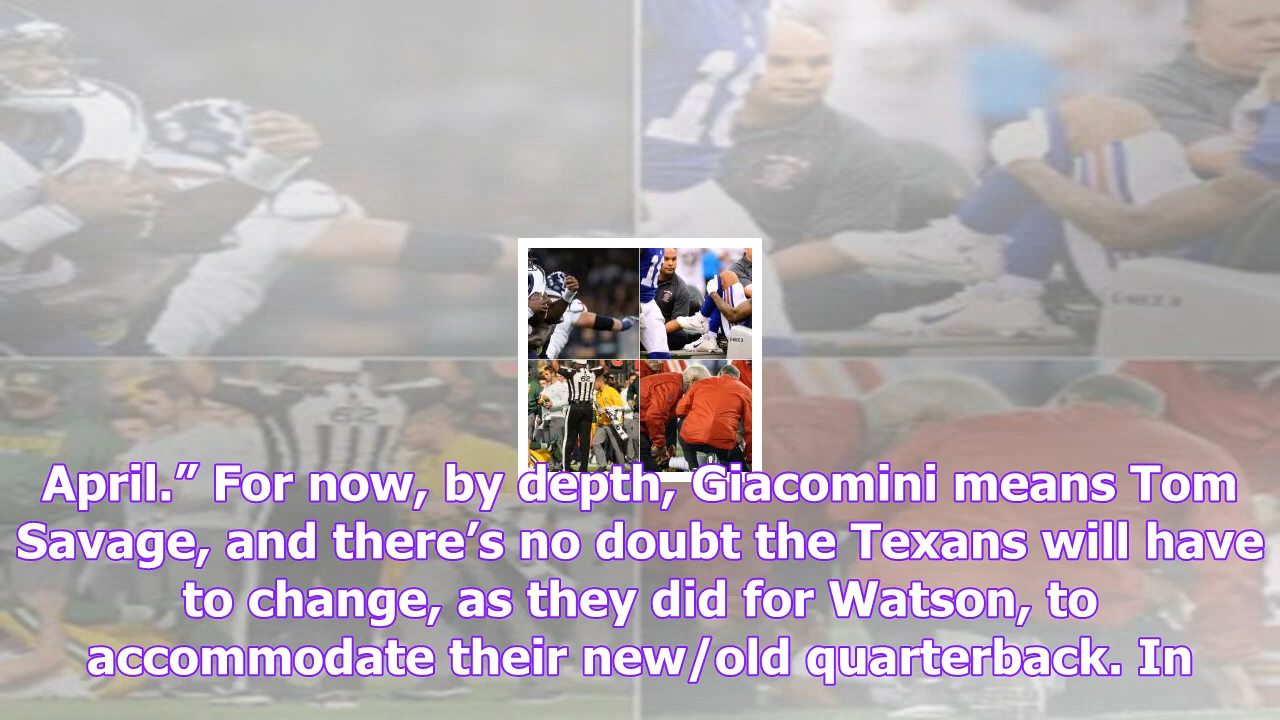 62
April.” For now, by depth, Giacomini means Tom
Savage, and there’s no doubt the Texans will have
to change, as they did for Watson, to
accommodate their new/old quarterback. In